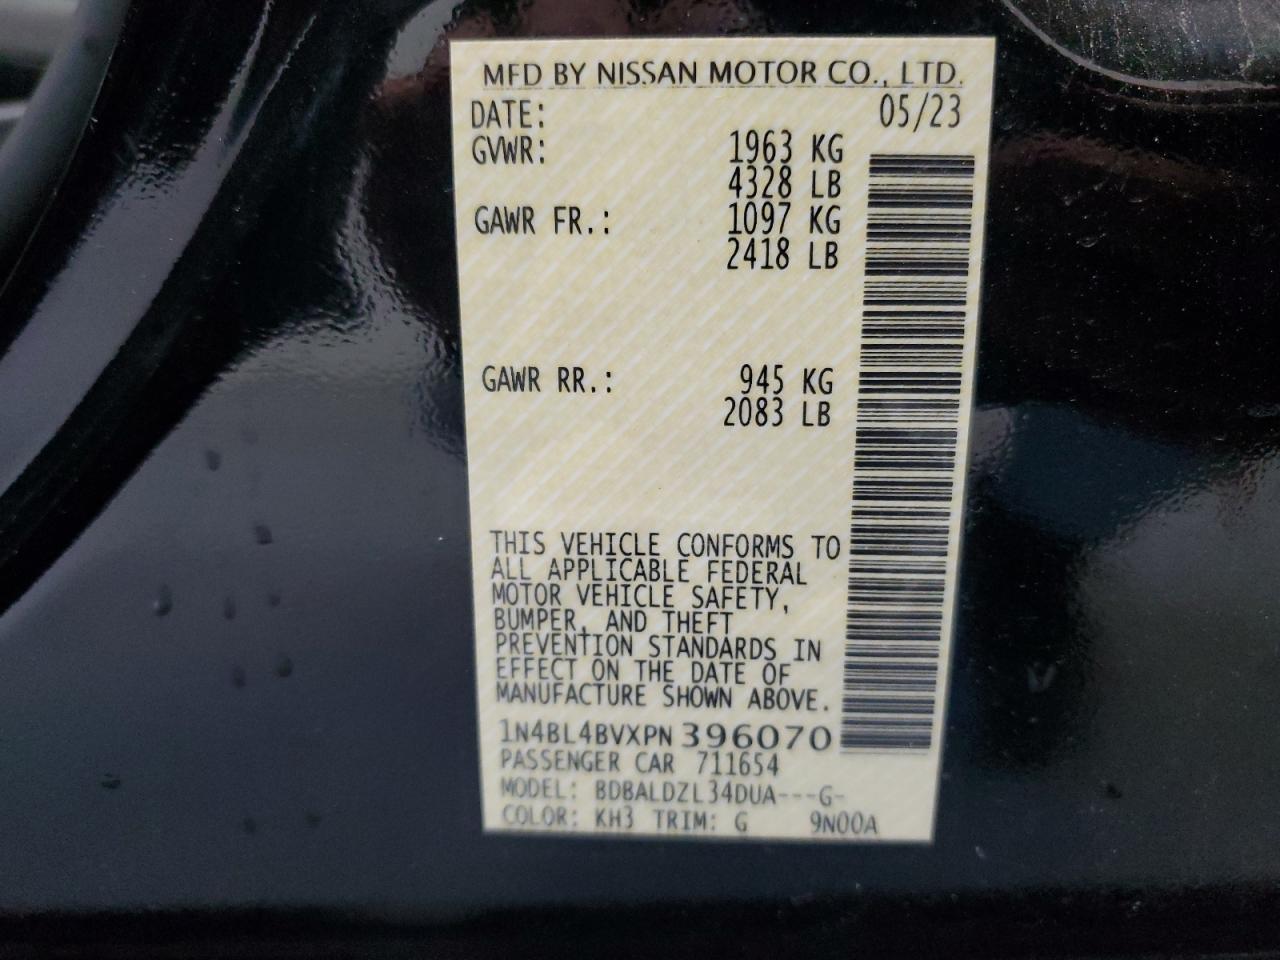 MFD BY NISSAN MOTOR CO., LTD.
DATE: 05/23
GVWR: 1963 KG
4328 LB
GAWR FR.: 1097 KG
2418 LB
GAWR RR.: 945 KG
2083 LB
THIS VEHICLE CONFORMS TO
ALL APPLICABLE FEDERAL
MOTOR VEHICLE SAFETY,
BUMPER, AND THEFT
PREVENTION STANDARDS IN
EFFECT ON THE DATE OF
MANUFACTURE SHOWN ABOVE.
1N4BL4BVXPN396070
PASSENGER CAR 711654
MODEL: BDBALDZL34DUA---G-
COLOR: KH3 TRIM: G 9N00A